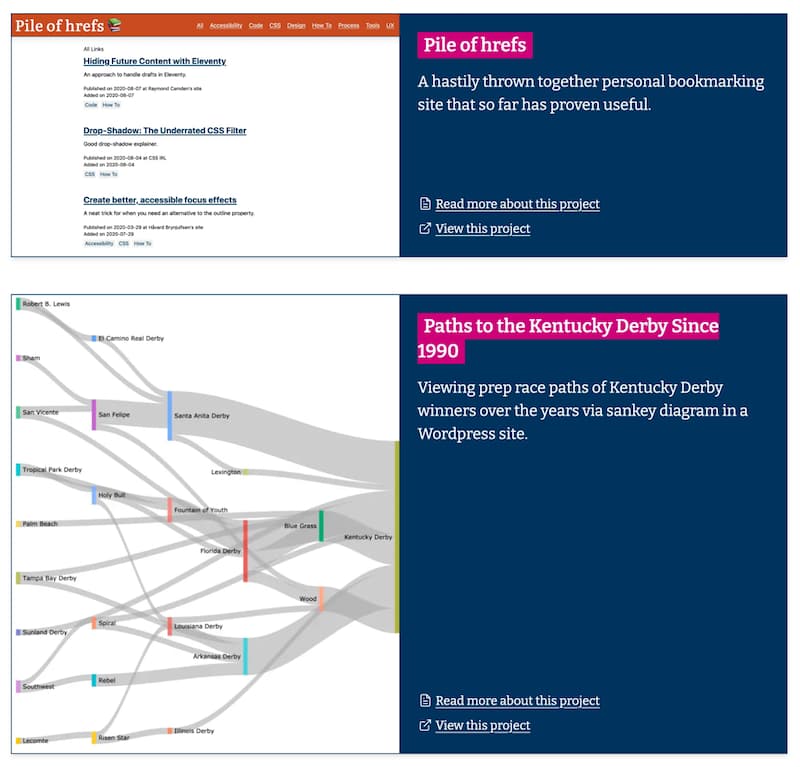 Pile of hrefs 📚
All Accessibility Code CSS Design How To Process Tools UX
All Links
Hiding Future Content with Eleventy
An approach to handle drafts in Eleventy.
Published on 2020-08-07 at Raymond Camden's site
Added on 2020-08-07
Code How To
Drop-Shadow: The Underrated CSS Filter
Good drop-shadow explainer.
Published on 2020-08-04 at CSS IRL
Added on 2020-08-04
CSS How To
Create better, accessible focus effects
A neat trick for when you need an alternative to the outline property.
Published on 2020-03-29 at Håvard Brynjulfsen's site
Added on 2020-07-29
Accessibility CSS How To
Pile of hrefs
A hastily thrown together personal bookmarking
site that so far has proven useful.
Read more about this project
View this project
Robert B. Lewis
El Camino Real Derby
Sham
San Vicente
San Felipe
Santa Anita Derby
Tropical Park Derby
Lexington
Holy Bull
Fountain of Youth
Palm Beach
Blue Grass
Kentucky Derby
Florida Derby
Tampa Bay Derby
Wood
Spiral
Louisiana Derby
Sunland Derby
Arkansas Derby
Southwest
Rebel
Lecomte
Risen Star
Illinois Derby
Paths to the Kentucky Derby Since
1990
Viewing prep race paths of Kentucky Derby
winners over the years via sankey diagram in a
Wordpress site.
Read more about this project
View this project